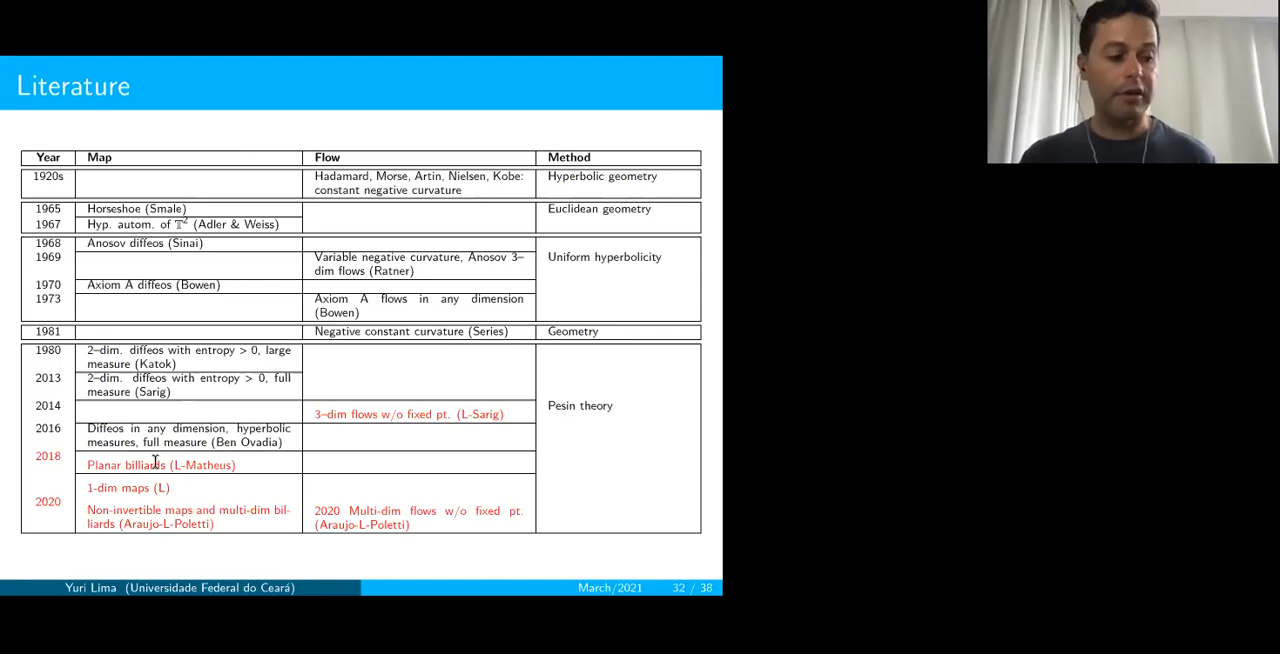 Literature
Year Map Flow Method
1920s Hadamard, Morse, Artin, Nielsen, Kobe: Hyperbolic geometry
constant negative curvature
1965 Horseshoe (Smale) Euclidean geometry
1967 Hyp. autom. of 𝕋² (Adler & Weiss)
1968 Anosov diffeos (Sinai)
1969 Variable negative curvature, Anosov 3– Uniform hyperbolicity
dim flows (Ratner)
1970 Axiom A diffeos (Bowen)
1973 Axiom A flows in any dimension
(Bowen)
1981 Negative constant curvature (Series) Geometry
1980 2–dim. diffeos with entropy > 0, large
measure (Katok)
2013 2–dim. diffeos with entropy > 0, full
measure (Sarig)
2014 3–dim flows w/o fixed pt. (L-Sarig) Pesin theory
2016 Diffeos in any dimension, hyperbolic
measures, full measure (Ben Ovadia)
2018 Planar billiards (L-Matheus)
1-dim maps (L)
2020 Non-invertible maps and multi-dim bil- 2020 Multi-dim flows w/o fixed pt.
liards (Araujo-L-Poletti) (Araujo-L-Poletti)
Yuri Lima (Universidade Federal do Ceará) March/2021 32 / 38